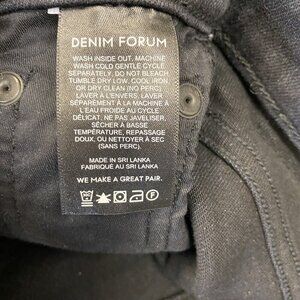 DENIM FORUM
WASH INSIDE OUT, MACHINE
WASH COLD GENTLE CYCLE
SEPARATELY, DO NOT BLEACH
TUMBLE DRY LOW, COOL IRON
OR DRY CLEAN (NO PERC)
LAVER À L'ENVERS, LAVER
SÉPARÉMENT À LA MACHINE À
L'EAU FROIDE AU CYCLE
DÉLICAT. NE PAS JAVELISER,
SÉCHER À BASSE
TEMPÉRATURE, REPASSAGE
DOUX, OU NETTOYER À SEC
(SANS PERC).
MADE IN SRI LANKA
FABRIQUÉ AU SRI LANKA
WE MAKE A GREAT PAIR.